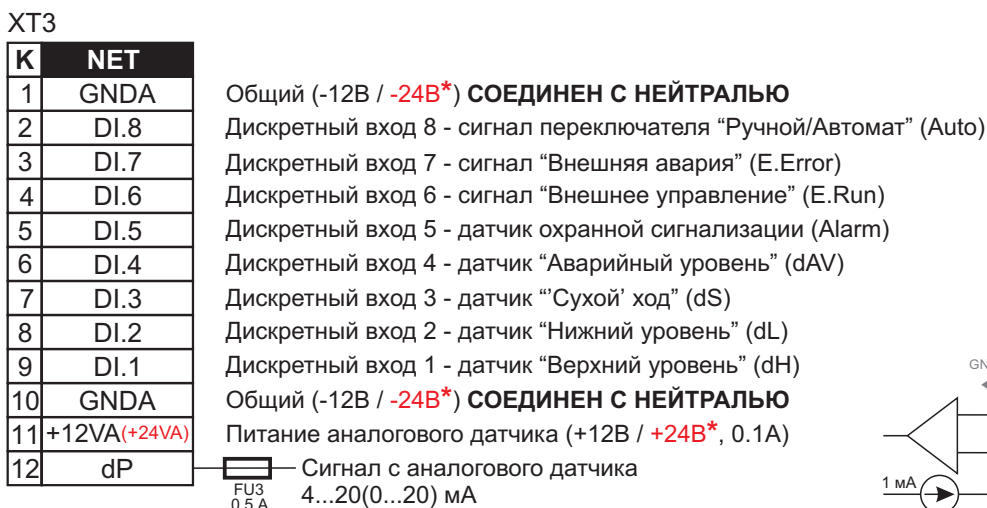 XT3
K NET
1 GNDA Общий (-12В / -24В*) СОЕДИНЕН С НЕЙТРАЛЬЮ
2 DI.8 Дискретный вход 8 - сигнал переключателя “Ручной/Автомат” (Auto)
3 DI.7 Дискретный вход 7 - сигнал “Внешняя авария” (E.Error)
4 DI.6 Дискретный вход 6 - сигнал “Внешнее управление” (E.Run)
5 DI.5 Дискретный вход 5 - датчик охранной сигнализации (Alarm)
6 DI.4 Дискретный вход 4 - датчик “Аварийный уровень” (dAV)
7 DI.3 Дискретный вход 3 - датчик “’Сухой’ ход” (dS)
8 DI.2 Дискретный вход 2 - датчик “Нижний уровень” (dL)
9 DI.1 Дискретный вход 1 - датчик “Верхний уровень” (dH)
GN
10 GNDA Общий (-12В / -24В*) СОЕДИНЕН С НЕЙТРАЛЬЮ
11 +12VA(+24VA) Питание аналогового датчика (+12В / +24В*, 0.1А)
12 dP Сигнал с аналогового датчика
FU3 4...20(0...20) мА
0.5 A
1 мА